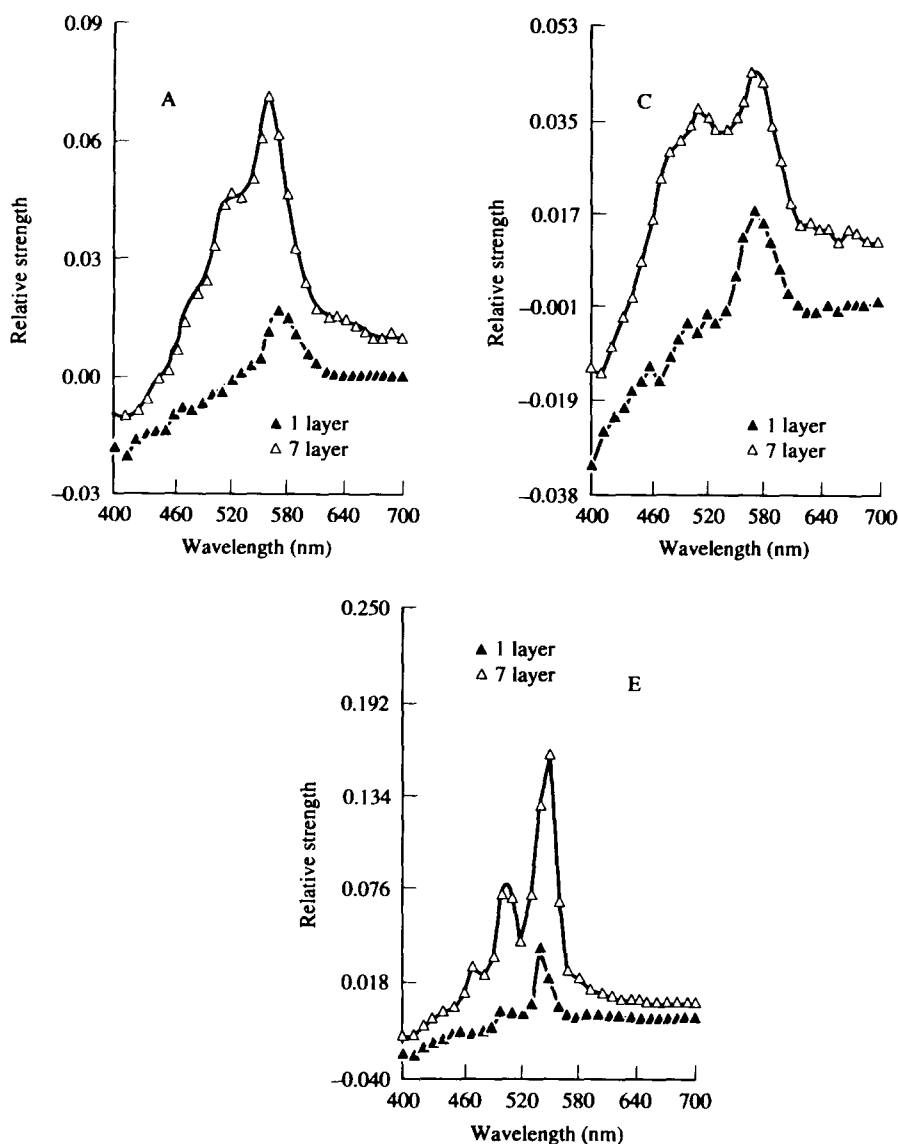 0.09
A
0.06
0.03
0.00
−0.03
Relative strength
▲ 1 layer
△ 7 layer
400 460 520 580 640 700
Wavelength (nm)
0.053
C
0.035
0.017
−0.001
−0.019
−0.038
Relative strength
▲ 1 layer
△ 7 layer
400 460 520 580 640 700
Wavelength (nm)
0.250
▲ 1 layer
△ 7 layer
E
0.192
0.134
0.076
0.018
−0.040
Relative strength
400 460 520 580 640 700
Wavelength (nm)